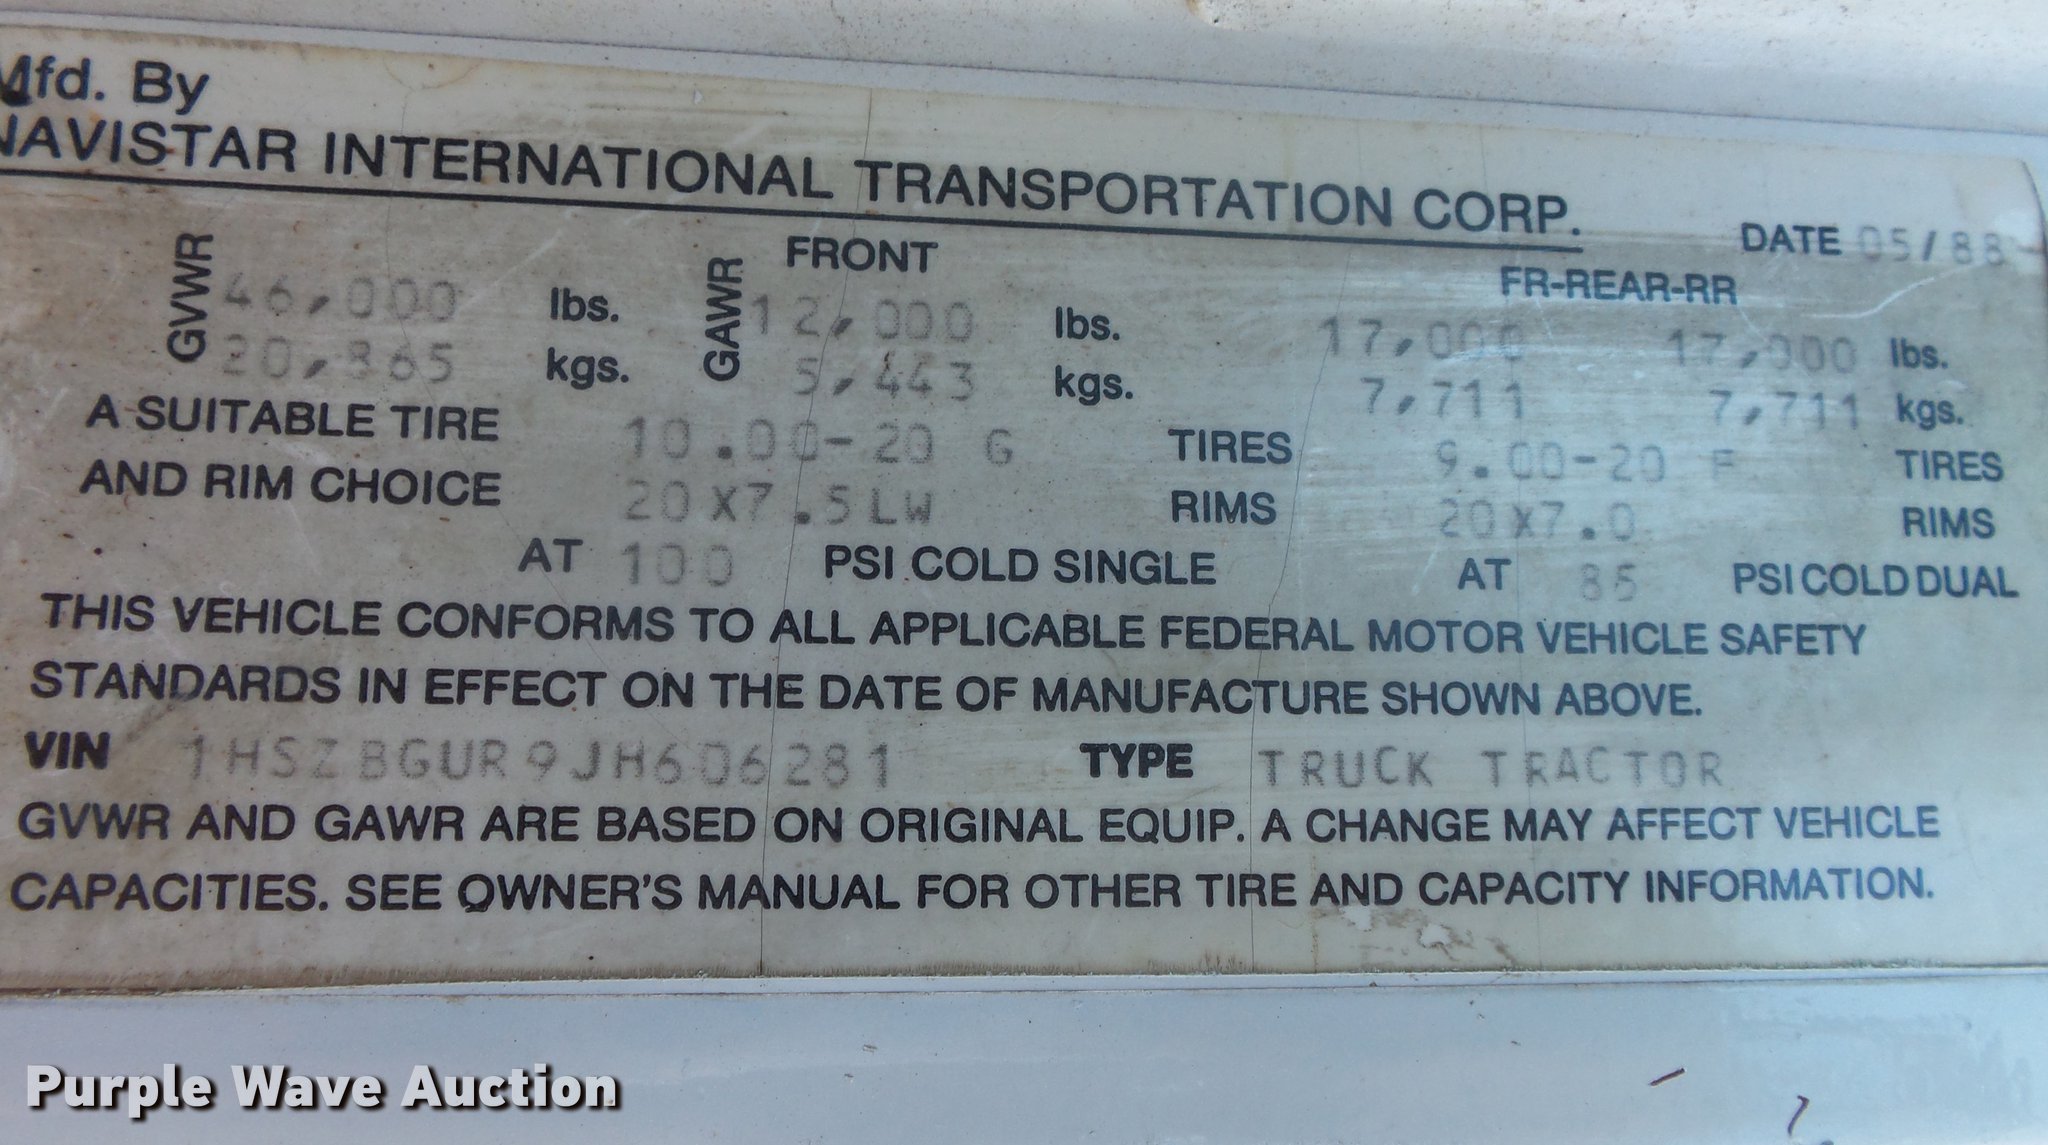 Mfd. By
NAVISTAR INTERNATIONAL TRANSPORTATION CORP.
DATE 05/88
GVWR GAWR FRONT FR-REAR-RR
46,000 lbs. 12,000 lbs. 17,000 17,000 lbs.
20,865 kgs. 5,443 kgs. 7,711 7,711 kgs.
A SUITABLE TIRE 10.00-20 G TIRES 9.00-20 F TIRES
AND RIM CHOICE 20X7.5LW RIMS 20X7.0 RIMS
AT 100 PSI COLD SINGLE AT 85 PSI COLD DUAL
THIS VEHICLE CONFORMS TO ALL APPLICABLE FEDERAL MOTOR VEHICLE SAFETY
STANDARDS IN EFFECT ON THE DATE OF MANUFACTURE SHOWN ABOVE.
VIN 1HSZBGUR9JH606281 TYPE TRUCK TRACTOR
GVWR AND GAWR ARE BASED ON ORIGINAL EQUIP. A CHANGE MAY AFFECT VEHICLE
CAPACITIES. SEE OWNER'S MANUAL FOR OTHER TIRE AND CAPACITY INFORMATION.
Purple Wave Auction